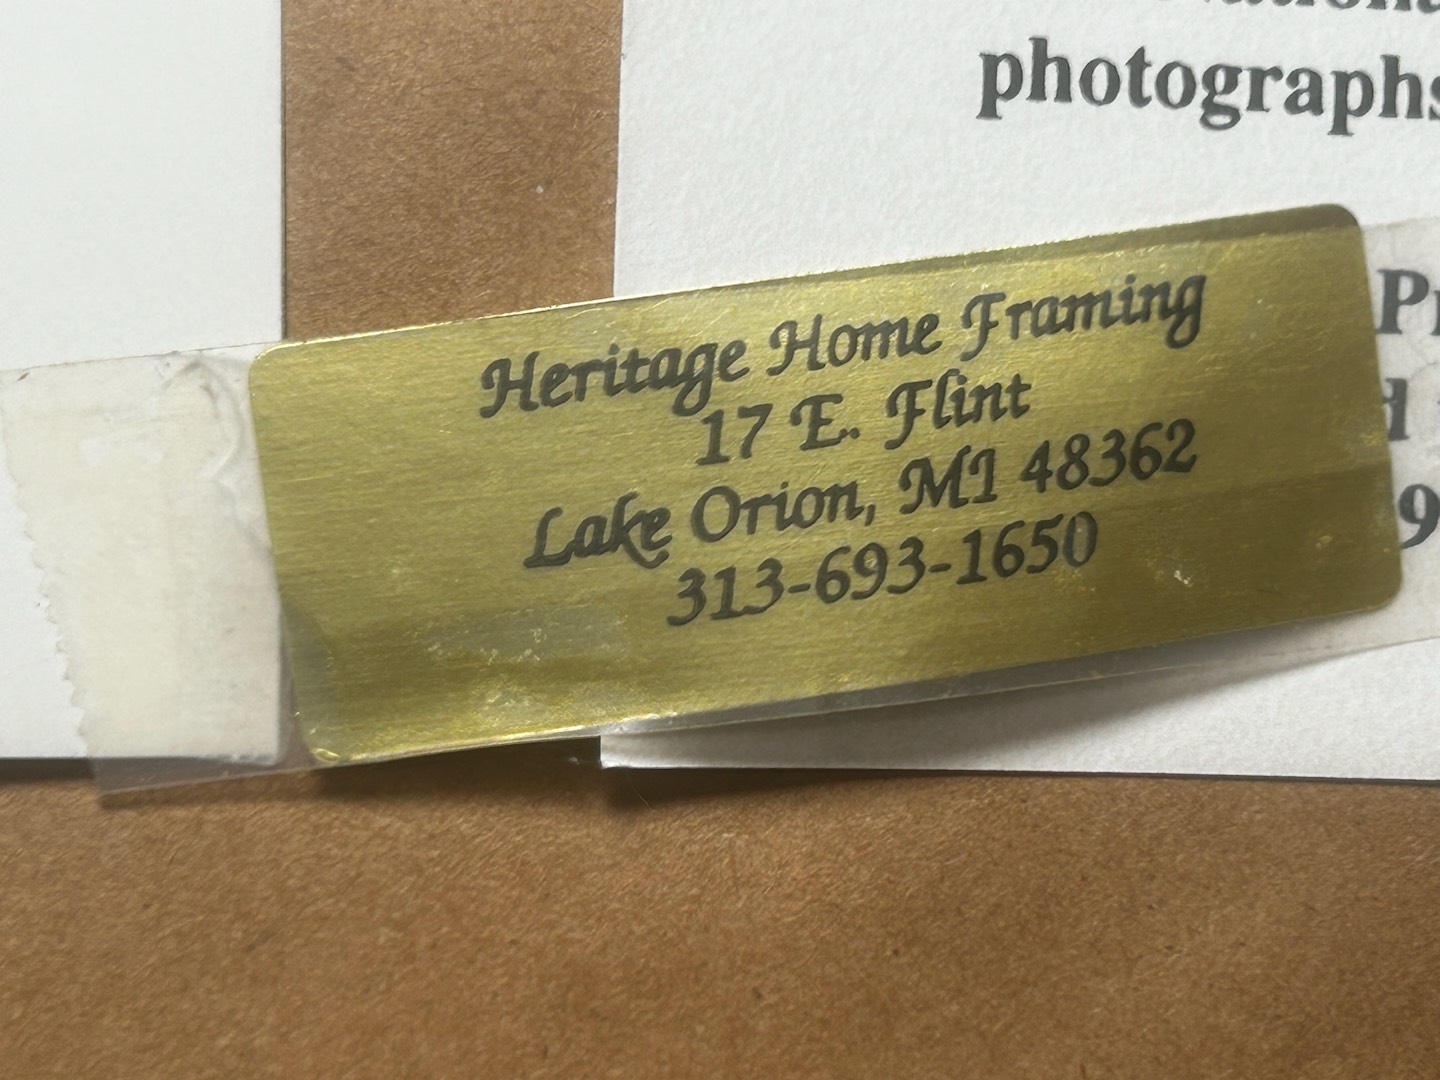 photographs
Heritage Home Framing
17 E. Flint
Lake Orion, MI 48362
313-693-1650